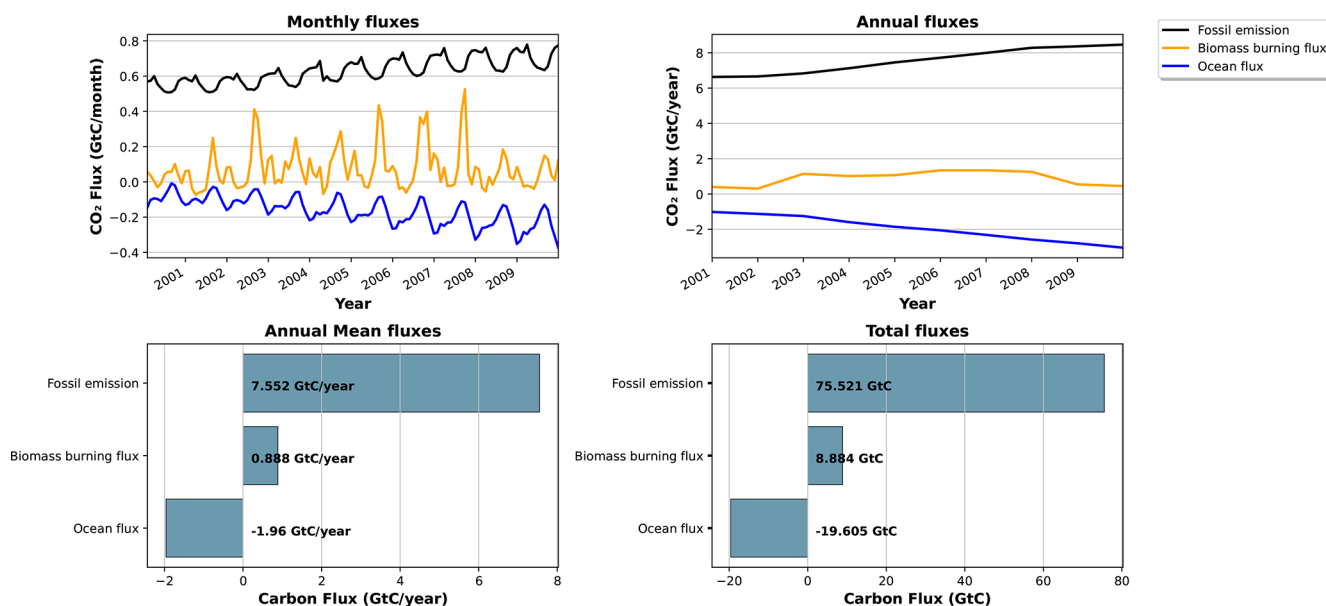 Monthly fluxes
CO₂ Flux (GtC/month)
0.8
0.6
0.4
0.2
0.0
−0.2
−0.4
2001
2002
2003
2004
2005
2006
2007
2008
2009
Year
Annual fluxes
CO₂ Flux (GtC/year)
8
6
4
2
0
−2
2001
2002
2003
2004
2005
2006
2007
2008
2009
Year
Fossil emission
Biomass burning flux
Ocean flux
Annual Mean fluxes
Fossil emission
7.552 GtC/year
Biomass burning flux
0.888 GtC/year
Ocean flux
-1.96 GtC/year
−2
0
2
4
6
8
Carbon Flux (GtC/year)
Total fluxes
Fossil emission
75.521 GtC
Biomass burning flux
8.884 GtC
Ocean flux
-19.605 GtC
−20
0
20
40
60
80
Carbon Flux (GtC)